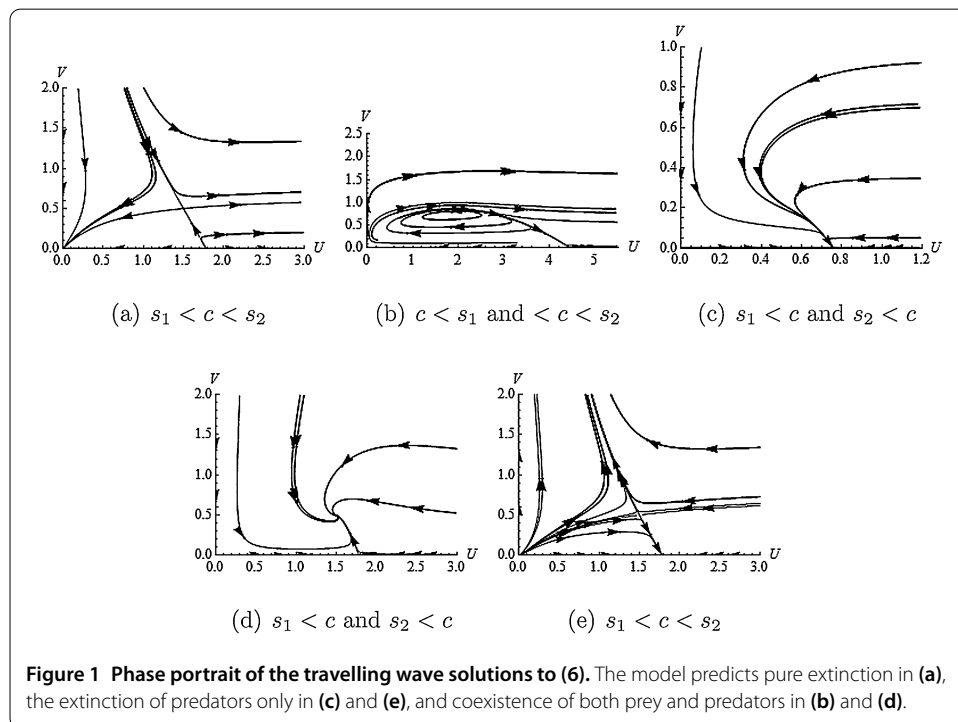 V
2.0
1.5
1.0
0.5
0.0
0.0 0.5 1.0 1.5 2.0 2.5 3.0 U
(a) s₁ < c < s₂
V
2.5
2.0
1.5
1.0
0.5
0.0
0 1 2 3 4 5 U
(b) c < s₁ and < c < s₂
V
1.0
0.8
0.6
0.4
0.2
0.0
0.0 0.2 0.4 0.6 0.8 1.0 1.2 U
(c) s₁ < c and s₂ < c
V
2.0
1.5
1.0
0.5
0.0
0.0 0.5 1.0 1.5 2.0 2.5 3.0 U
(d) s₁ < c and s₂ < c
V
2.0
1.5
1.0
0.5
0.0
0.0 0.5 1.0 1.5 2.0 2.5 3.0 U
(e) s₁ < c < s₂
Figure 1 Phase portrait of the travelling wave solutions to (6). The model predicts pure extinction in (a),
the extinction of predators only in (c) and (e), and coexistence of both prey and predators in (b) and (d).